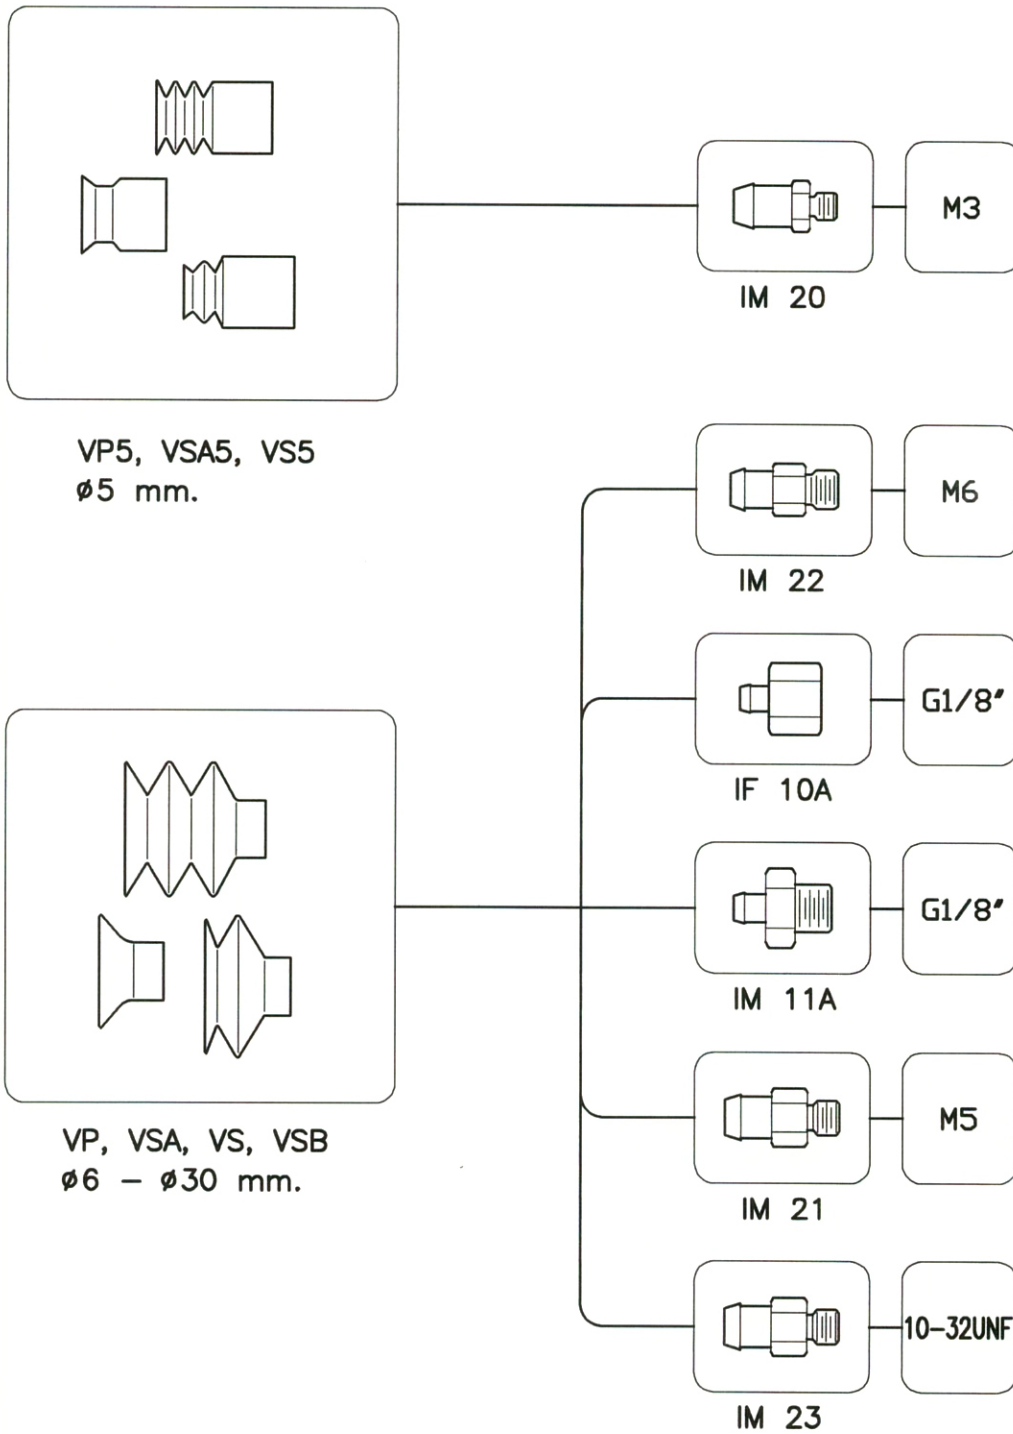 M3
IM 20
VP5, VSA5, VS5
ø5 mm.
M6
IM 22
G1/8"
IF 10A
G1/8"
IM 11A
VP, VSA, VS, VSB
ø6 – ø30 mm.
M5
IM 21
10-32UNF
IM 23